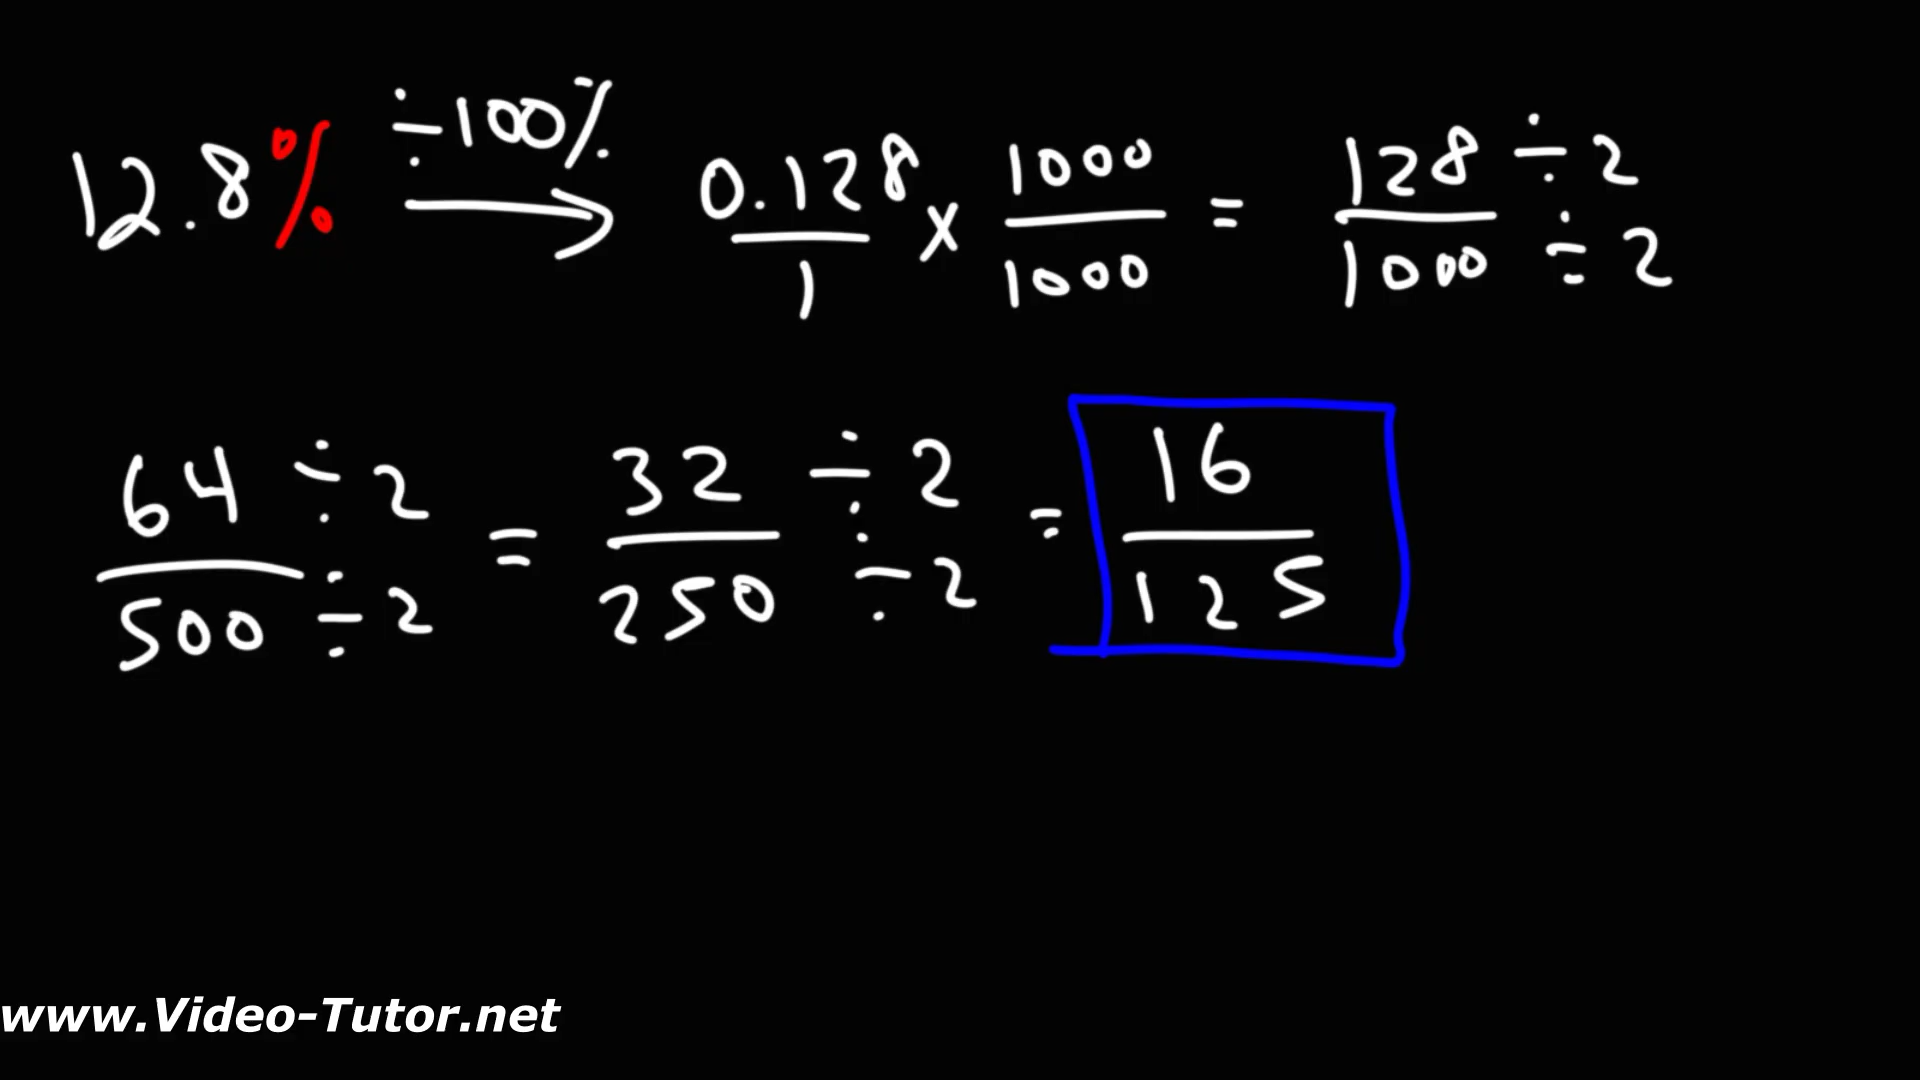 12.8% ÷100% → 0.128/1 x 1000/1000 = 128/1000 ÷2/÷2
64/500 ÷2/÷2 = 32/250 ÷2/÷2 = 16/125
www.Video-Tutor.net